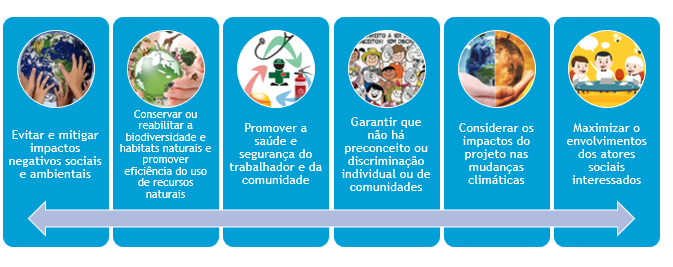 Evitar e mitigar
impactos
negativos sociais
e ambientais
Conservar ou
reabilitar a
biodiversidade e
habitats naturais e
promover
eficiência do uso
de recursos
naturais
Promover a
saúde e
segurança do
trabalhador e da
comunidade
Garantir que
não há
preconceito ou
discriminação
individual ou de
comunidades
Considerar os
impactos do
projeto nas
mudanças
climáticas
Maximizar o
envolvimentos
dos atores
sociais
interessados